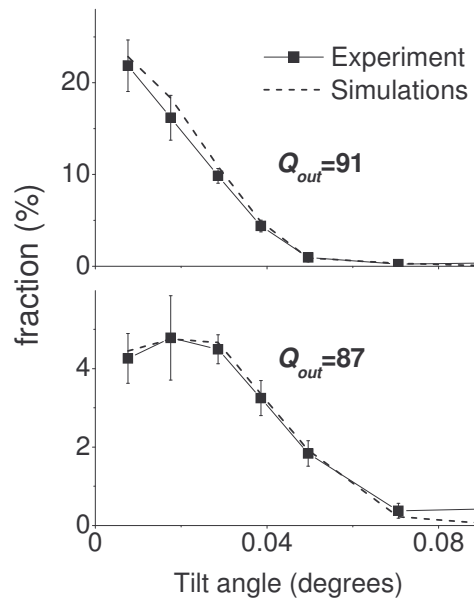 Experiment
Simulations
20
Q_out=91
10
0
fraction (%)
4
Q_out=87
2
0
0
0.04
0.08
Tilt angle (degrees)